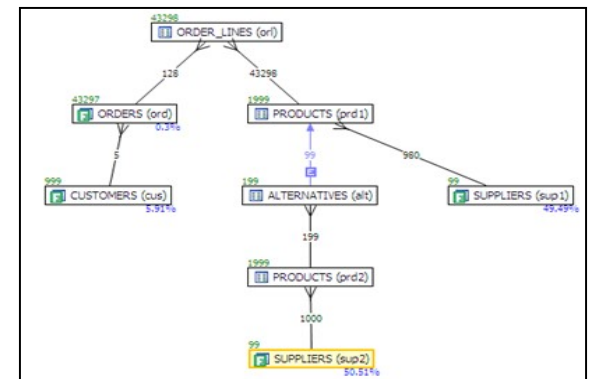 43298
ORDER_LINES (orl)
128
43298
43297
ORDERS (ord)
0.3%
1999
PRODUCTS (prd1)
5
99
980
999
CUSTOMERS (cus)
5.91%
199
ALTERNATIVES (alt)
99
SUPPLIERS (sup1)
49.49%
199
1999
PRODUCTS (prd2)
1000
99
SUPPLIERS (sup2)
50.51%